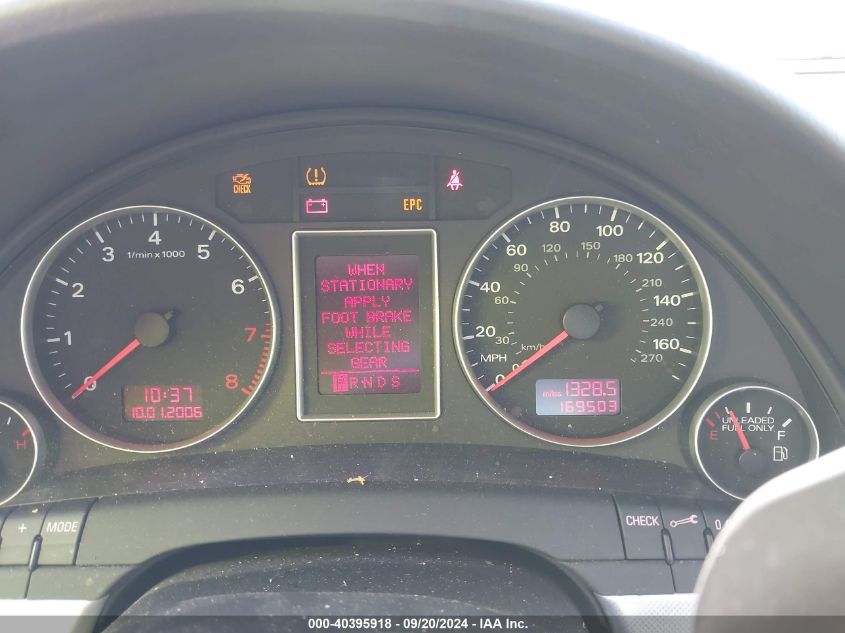 CHECK
(!)
EPC
1 2 3 4 5 6 7 8
1/min x 1000
0
10:37
10.01.2006
WHEN
STATIONARY
APPLY
FOOT BRAKE
WHILE
SELECTING
GEAR
P R N D S
0 20 40 60 80 100 120 140 160
MPH
0 30 60 90 120 150 180 210 240 270
km/h
miles 1328.5
169503
H
UNLEADED
FUEL ONLY
E F
+ MODE
CHECK
0
000-40395918 - 09/20/2024 - IAA Inc.